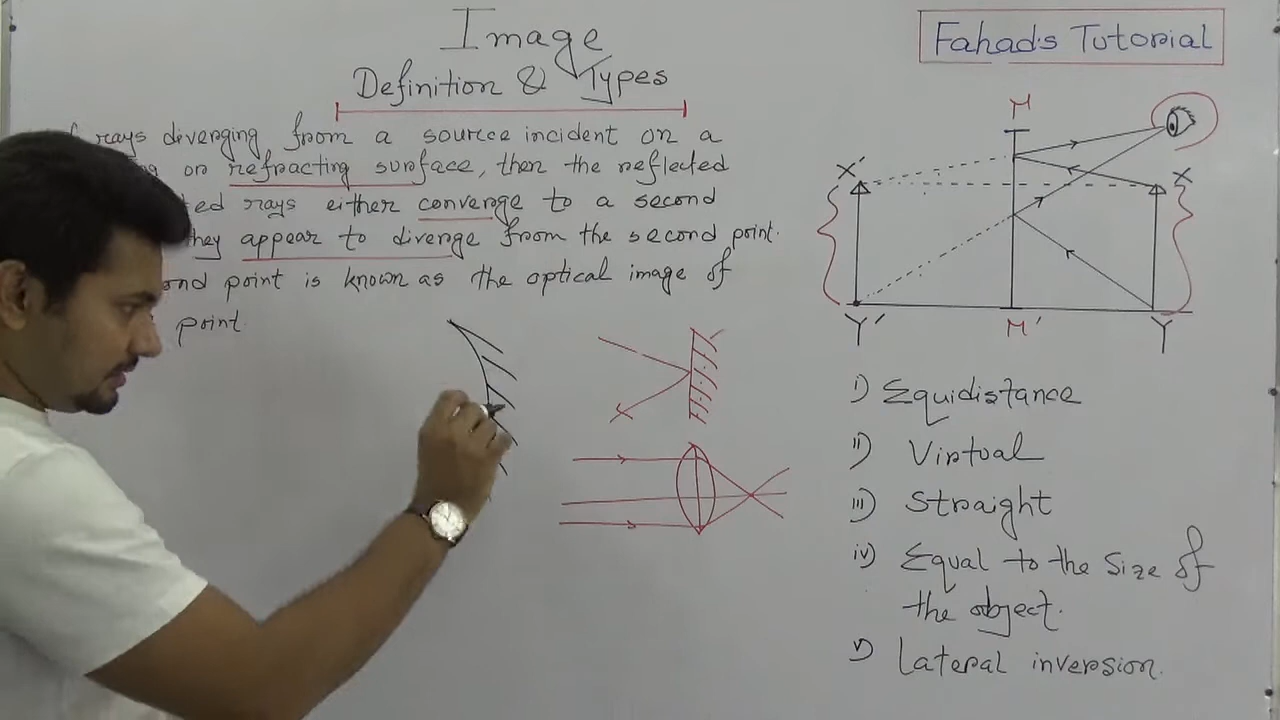 Image
Definition & Types
Fahad's Tutorial
rays diverging from a source incident on a
on refracting surface, then the reflected
ted rays either converge to a second
they appear to diverge from the second point.
ond point is known as the optical image of
point.
M
X'
X
Y'
M'
Y
i) Equidistance
ii) Virtual
iii) Straight
iv) Equal to the size of
the object.
v) Lateral inversion.